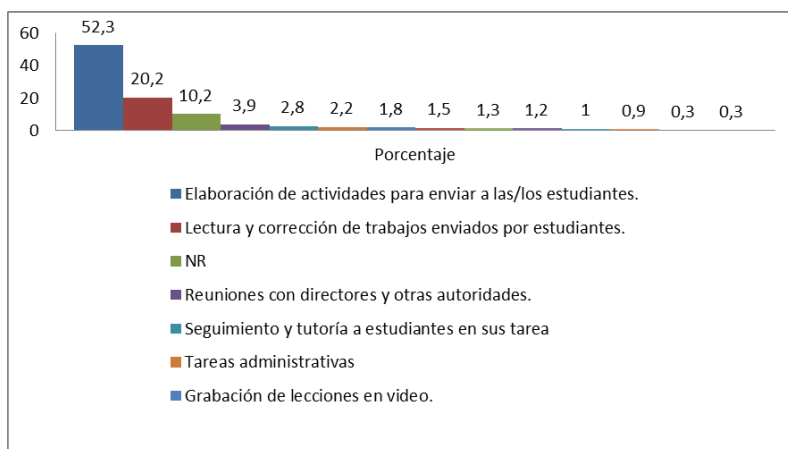 60
40
20
0
52,3
20,2
10,2
3,9
2,8
2,2
1,8
1,5
1,3
1,2
1
0,9
0,3
0,3
Porcentaje
Elaboración de actividades para enviar a las/los estudiantes.
Lectura y corrección de trabajos enviados por estudiantes.
NR
Reuniones con directores y otras autoridades.
Seguimiento y tutoría a estudiantes en sus tarea
Tareas administrativas
Grabación de lecciones en video.